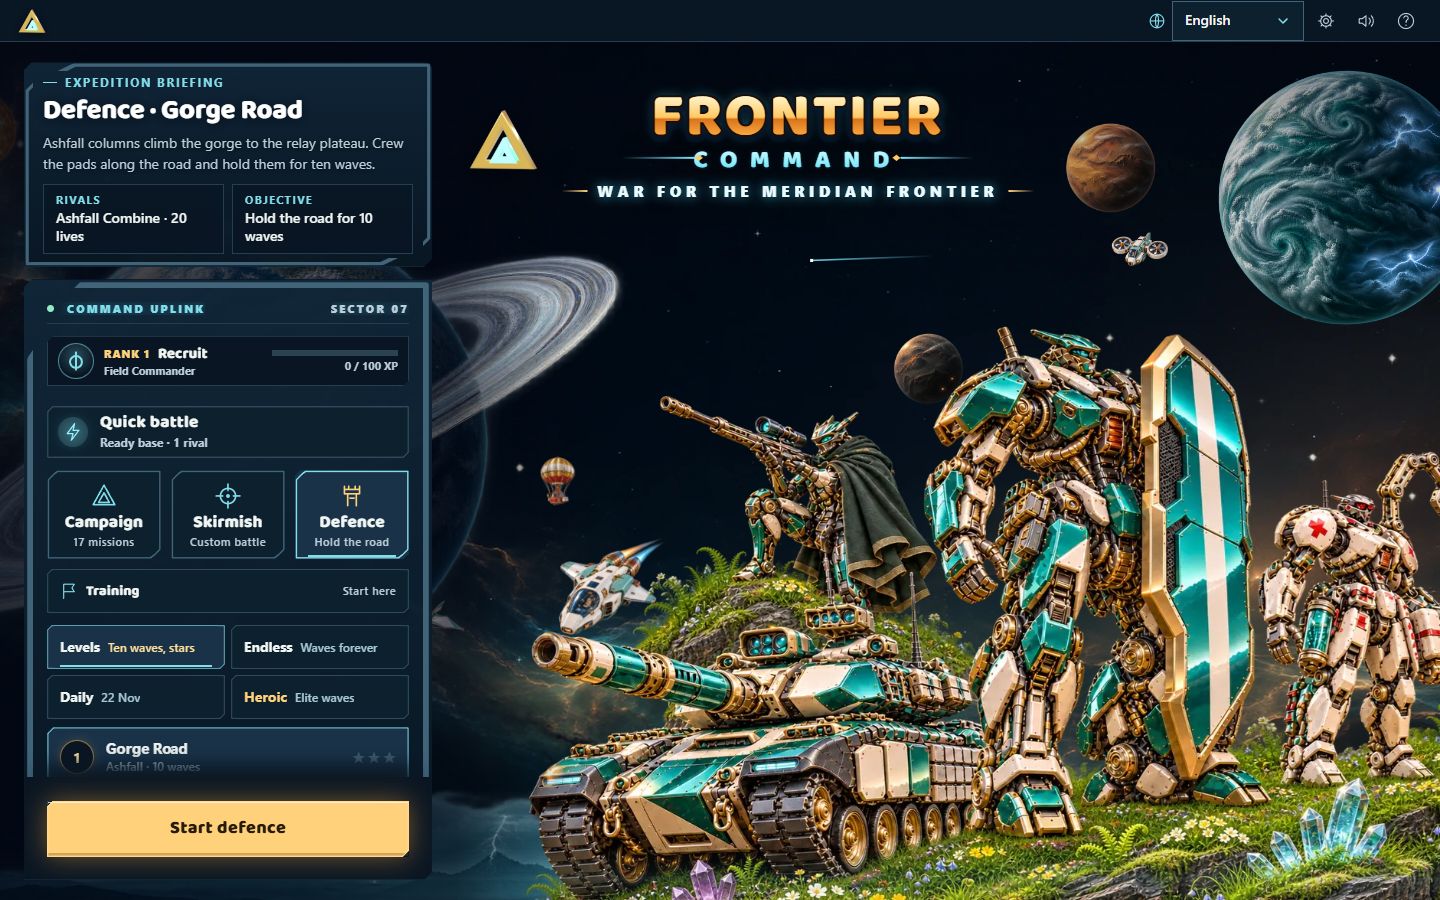 English
EXPEDITION BRIEFING
Defence · Gorge Road
Ashfall columns climb the gorge to the relay plateau. Crew
the pads along the road and hold them for ten waves.
RIVALS
Ashfall Combine · 20
lives
OBJECTIVE
Hold the road for 10
waves
FRONTIER
COMMAND
WAR FOR THE MERIDIAN FRONTIER
COMMAND UPLINK
SECTOR 07
RANK 1 Recruit
Field Commander
0 / 100 XP
Quick battle
Ready base · 1 rival
Campaign
17 missions
Skirmish
Custom battle
Defence
Hold the road
Training
Start here
Levels Ten waves, stars
Endless Waves forever
Daily 22 Nov
Heroic Elite waves
1
Gorge Road
Ashfall · 10 waves
Start defence